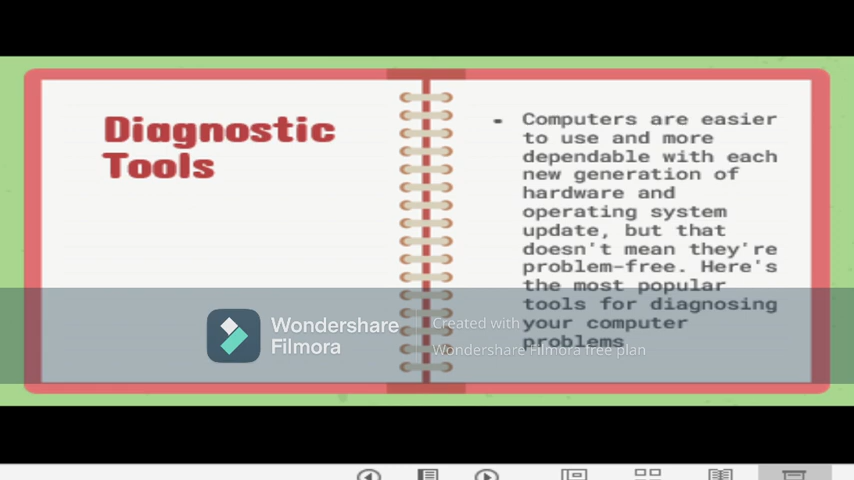 Diagnostic
Tools
• Computers are easier
to use and more
dependable with each
new generation of
hardware and
operating system
update, but that
doesn't mean they're
problem-free. Here's
the most popular
tools for diagnosing
your computer
problems
Wondershare
Filmora
Created with
Wondershare Filmora free plan